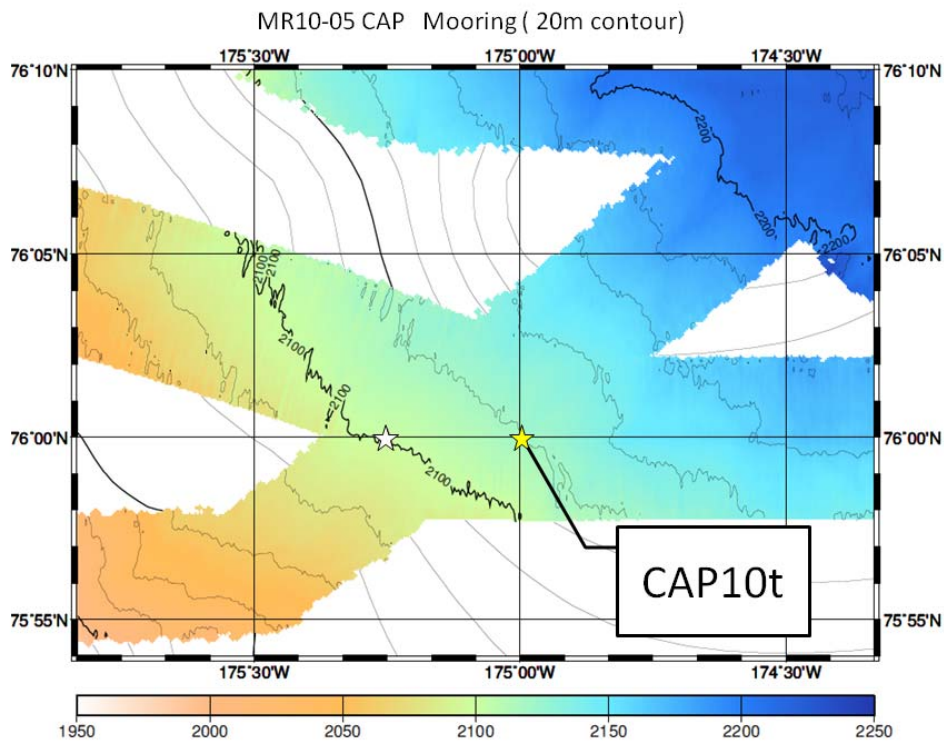 MR10-05 CAP Mooring ( 20m contour)
175°30'W 175°00'W 174°30'W
76°10'N 76°10'N
2200
2200
2200
76°05'N 76°05'N
2100
2100
2100
2100
76°00'N 76°00'N
2100
CAP10t
75°55'N 75°55'N
175°30'W 175°00'W 174°30'W
1950 2000 2050 2100 2150 2200 2250